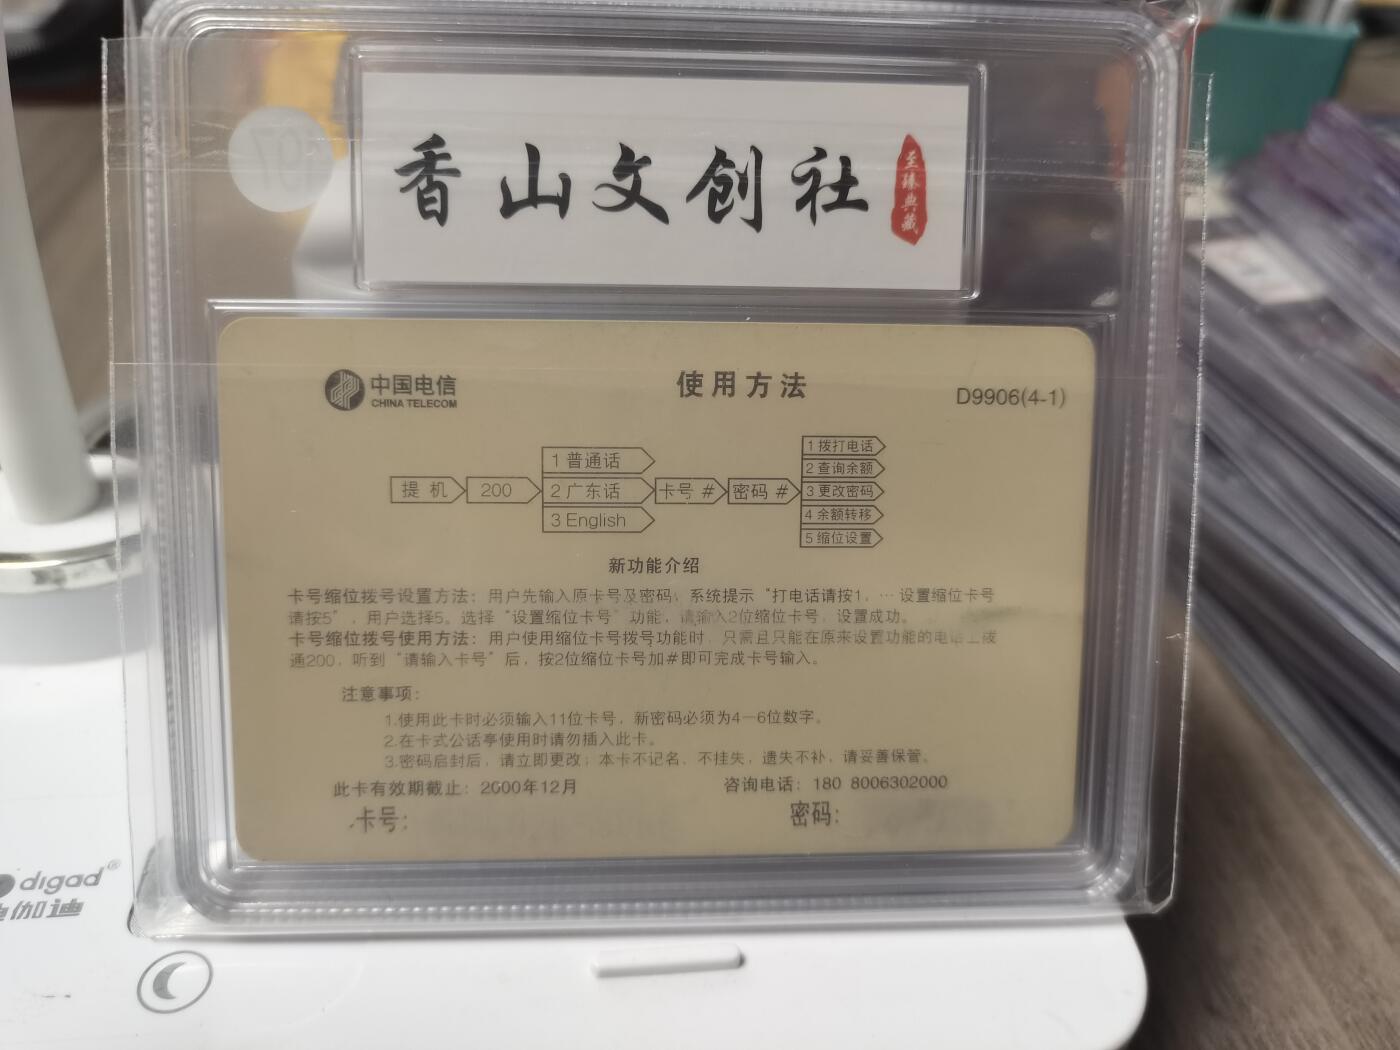 香山文创社
至臻典藏
中国电信
CHINA TELECOM
使用方法
D9906(4-1)
提 机
200
1 普通话
2 广东话
3 English
卡号 #
密码 #
1 拨打电话
2 查询余额
3 更改密码
4 余额转移
5 缩位设置
新功能介绍
卡号缩位拨号设置方法：用户先输入原卡号及密码，系统提示“打电话请按1，…设置缩位卡号
请按5”，用户选择5。选择“设置缩位卡号”功能，请输入2位缩位卡号，设置成功。
卡号缩位拨号使用方法：用户使用缩位卡号拨号功能时，只需且只能在原来设置功能的电话上拨
通200，听到“请输入卡号”后，按2位缩位卡号加#即可完成卡号输入。
注意事项：
1.使用此卡时必须输入11位卡号，新密码必须为4—6位数字。
2.在卡式公话亭使用时请勿插入此卡。
3.密码启封后，请立即更改；本卡不记名、不挂失，遗失不补，请妥善保管。
此卡有效期截止：2000年12月
咨询电话：180 8006302000
卡号：
密码：
digad®
伽迪